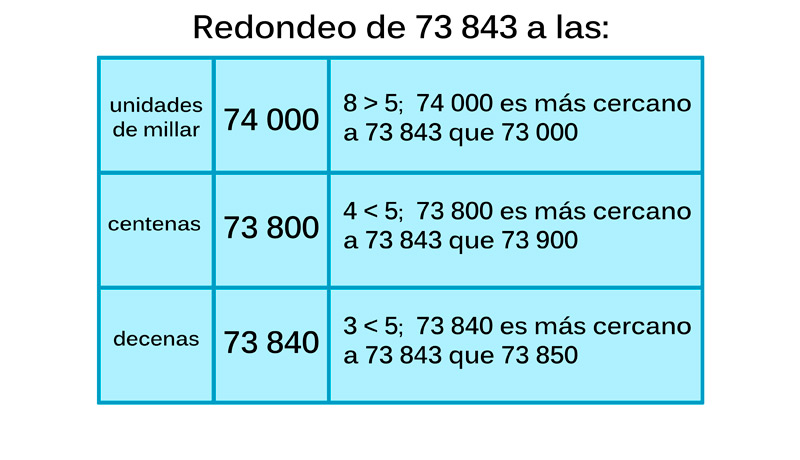 Redondeo de 73 843 a las:
unidades
de millar
74 000
8 > 5; 74 000 es más cercano
a 73 843 que 73 000
centenas
73 800
4 < 5; 73 800 es más cercano
a 73 843 que 73 900
decenas
73 840
3 < 5; 73 840 es más cercano
a 73 843 que 73 850